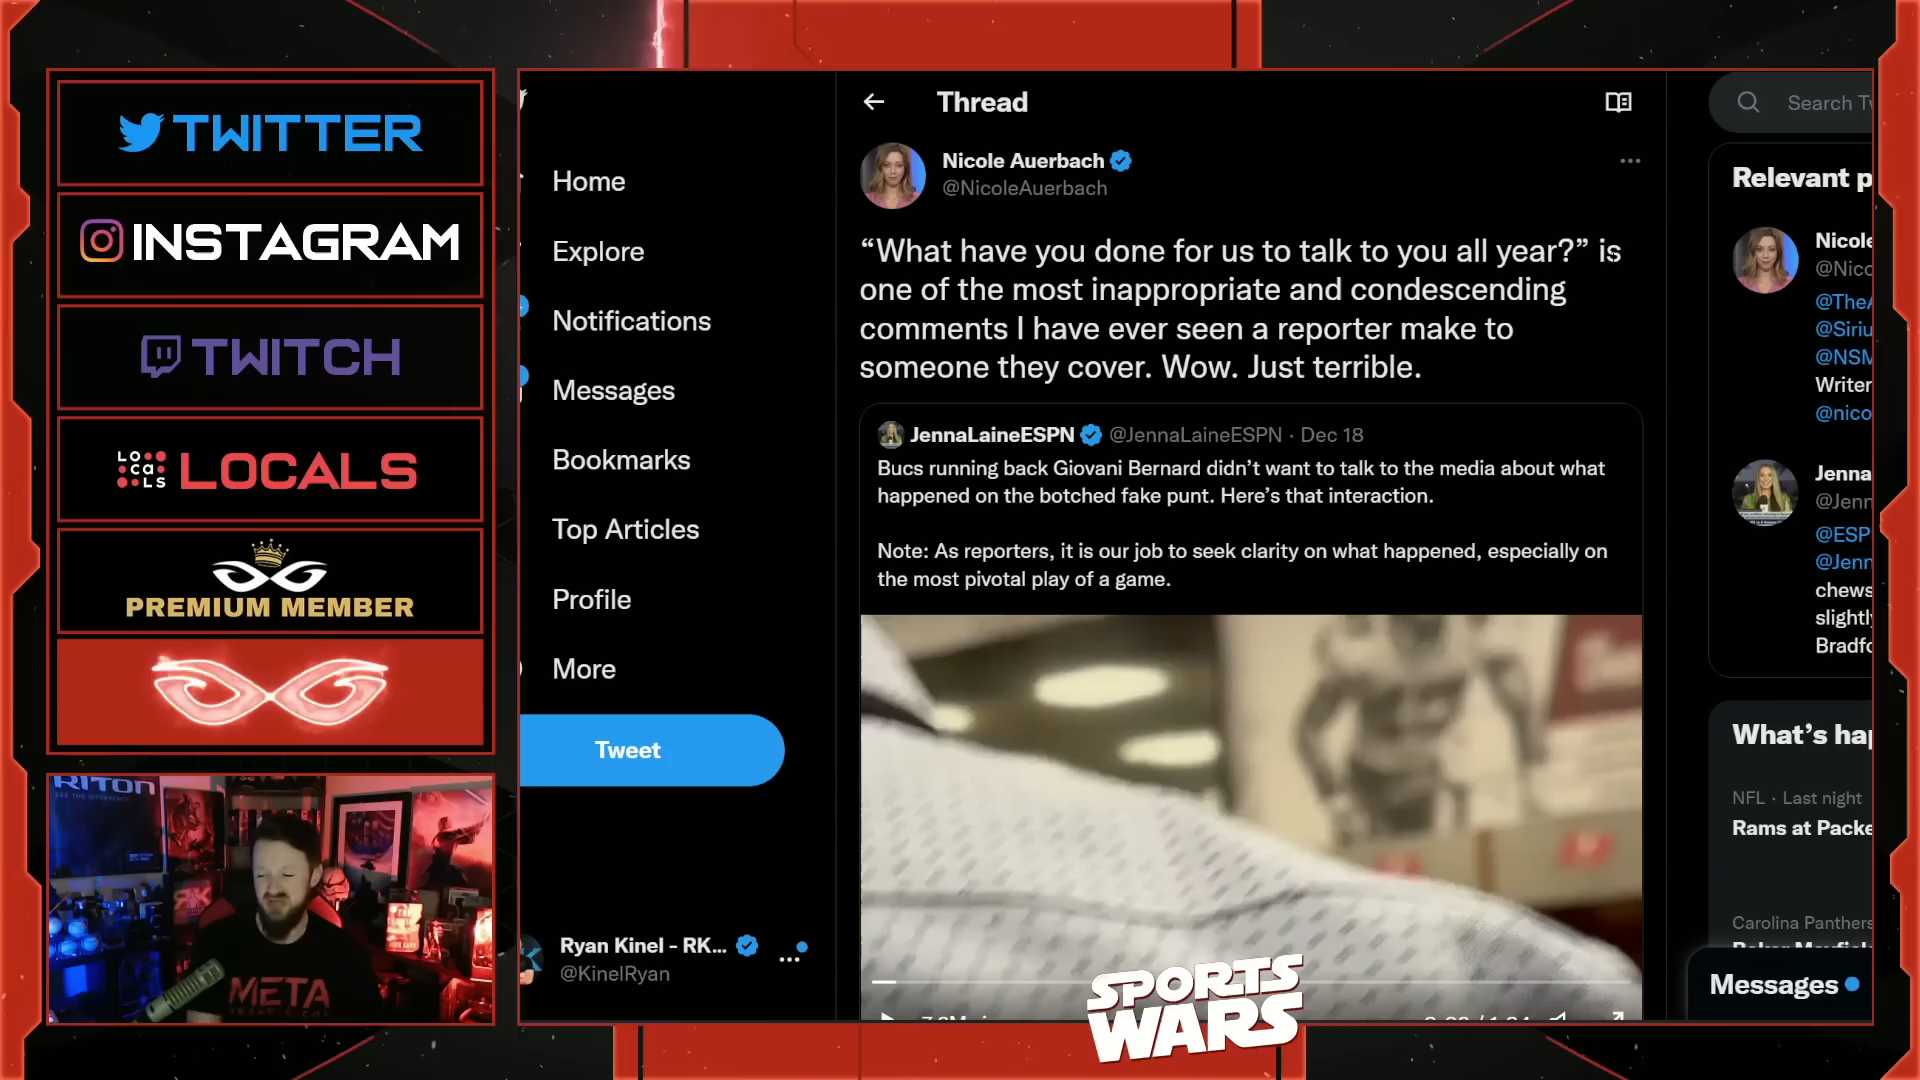 TWITTER
INSTAGRAM
TWITCH
LOCALS
LOCALS
PREMIUM MEMBER
RITON
META
Home
Explore
Notifications
Messages
Bookmarks
Top Articles
Profile
More
Tweet
Ryan Kinel - RK...
@KinelRyan
Thread
Nicole Auerbach
@NicoleAuerbach
“What have you done for us to talk to you all year?” is
one of the most inappropriate and condescending
comments I have ever seen a reporter make to
someone they cover. Wow. Just terrible.
JennaLaineESPN @JennaLaineESPN · Dec 18
Bucs running back Giovani Bernard didn’t want to talk to the media about what
happened on the botched fake punt. Here’s that interaction.
Note: As reporters, it is our job to seek clarity on what happened, especially on
the most pivotal play of a game.
SPORTS
WARS
Search Tw
Relevant p
Nicole
@Nico
@TheA
@Siriu
@NSM
Writer
@nico
Jenna
@Jenn
@ESP
@Jenn
chews
slightly
Bradfo
What’s hap
NFL · Last night
Rams at Packe
Carolina Panthers
Messages